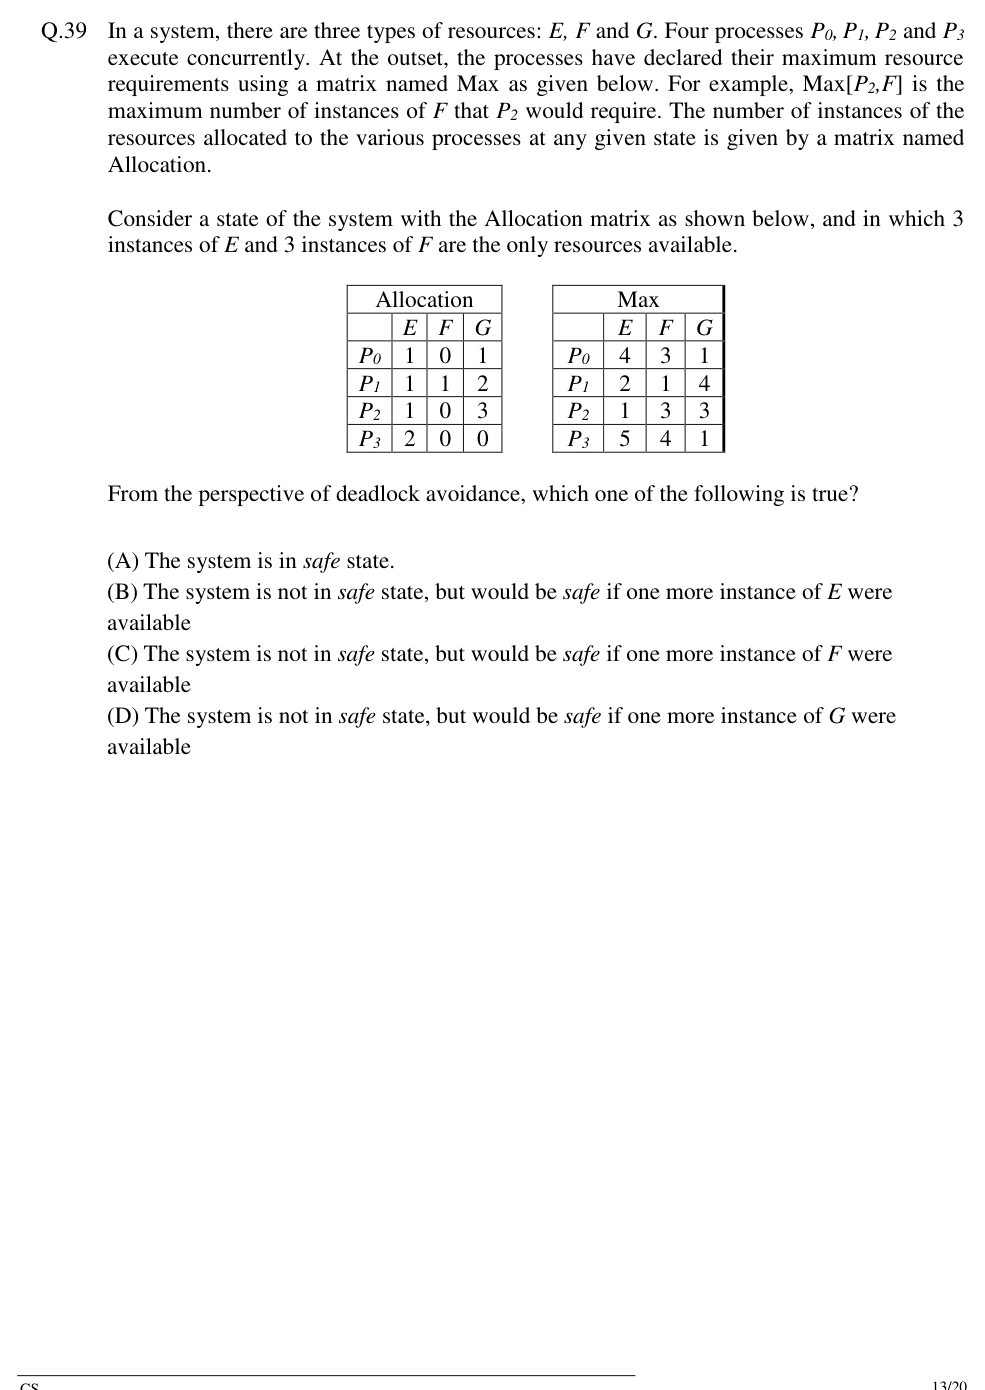 Q.39 In a system, there are three types of resources: E, F and G. Four processes P0, P1, P2 and P3
execute concurrently. At the outset, the processes have declared their maximum resource
requirements using a matrix named Max as given below. For example, Max[P2,F] is the
maximum number of instances of F that P2 would require. The number of instances of the
resources allocated to the various processes at any given state is given by a matrix named
Allocation.
Consider a state of the system with the Allocation matrix as shown below, and in which 3
instances of E and 3 instances of F are the only resources available.
Allocation
E F G
P0 1 0 1
P1 1 1 2
P2 1 0 3
P3 2 0 0
Max
E F G
P0 4 3 1
P1 2 1 4
P2 1 3 3
P3 5 4 1
From the perspective of deadlock avoidance, which one of the following is true?
(A) The system is in safe state.
(B) The system is not in safe state, but would be safe if one more instance of E were
available
(C) The system is not in safe state, but would be safe if one more instance of F were
available
(D) The system is not in safe state, but would be safe if one more instance of G were
available
CS 13/20